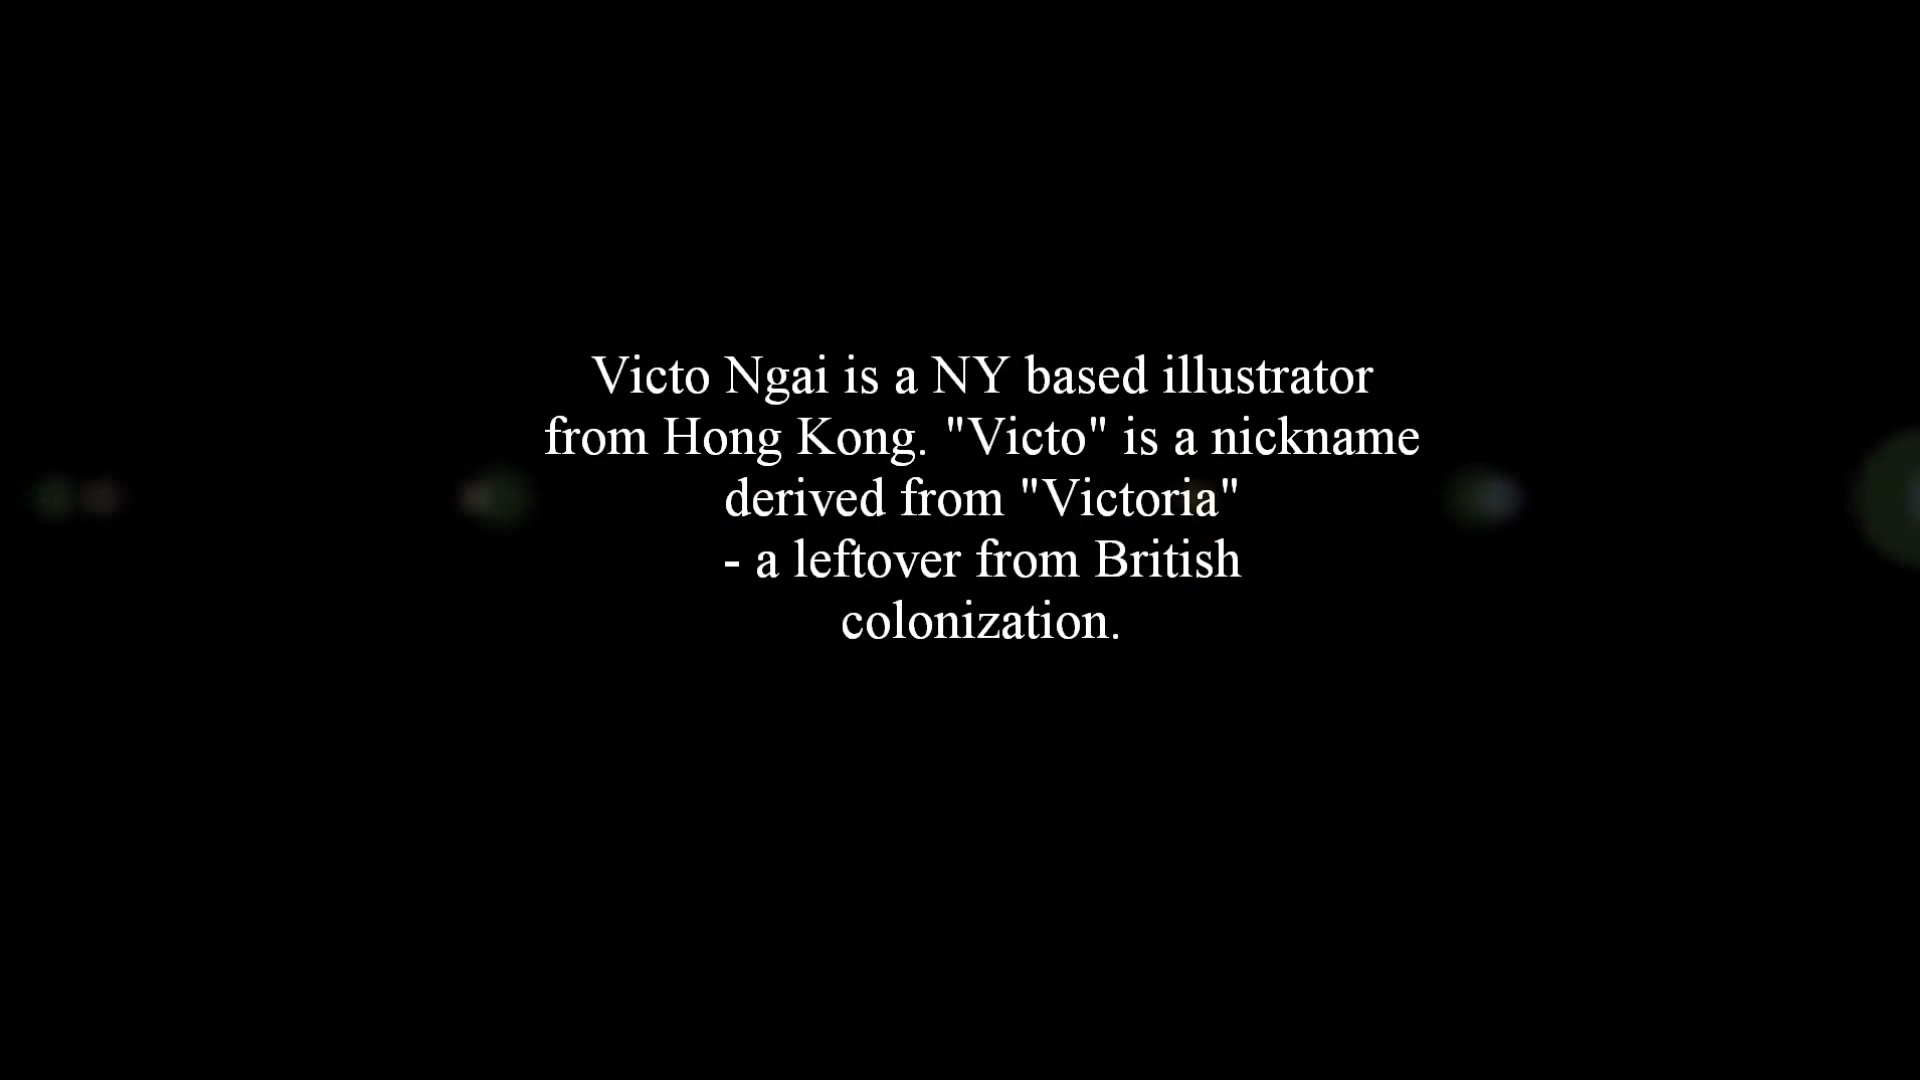 Victo Ngai is a NY based illustrator
from Hong Kong. "Victo" is a nickname
derived from "Victoria"
- a leftover from British
colonization.